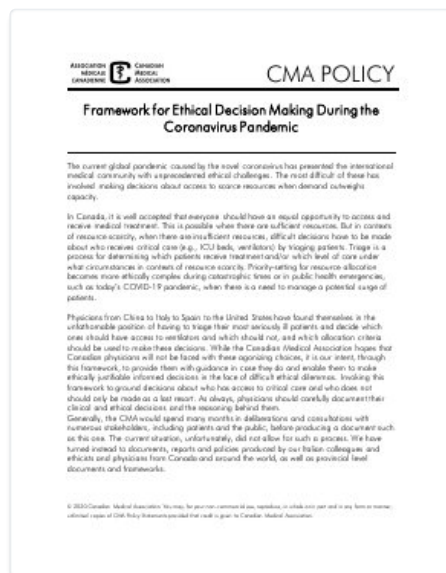 ASSOCIATION
MÉDICALE
CANADIENNE
CANADIAN
MEDICAL
ASSOCIATION
CMA POLICY
Framework for Ethical Decision Making During the
Coronavirus Pandemic
The current global pandemic caused by the novel coronavirus has presented the international
medical community with unprecedented ethical challenges. The most difficult of these has
involved making decisions about access to scarce resources when demand outweighs
capacity.
In Canada, it is well accepted that everyone should have an equal opportunity to access and
receive medical treatment. This is possible when there are sufficient resources. But in contexts
of resource scarcity, when there are insufficient resources, difficult decisions have to be made
about who receives critical care (e.g., ICU beds, ventilators) by triaging patients. Triage is a
process for determining which patients receive treatment and/or which level of care under
what circumstances in contexts of resource scarcity. Priority-setting for resource allocation
becomes more ethically complex during catastrophic times or in public health emergencies,
such as today's COVID-19 pandemic, when there is a need to manage a potential surge of
patients.
Physicians from China to Italy to Spain to the United States have found themselves in the
unfathomable position of having to triage their most seriously ill patients and decide which
ones should have access to ventilators and which should not, and which allocation criteria
should be used to make these decisions. While the Canadian Medical Association hopes that
Canadian physicians will not be faced with these agonizing choices, it is our intent, through
this framework, to provide them with guidance in case they do and enable them to make
ethically justifiable informed decisions in the face of difficult ethical dilemmas. Invoking this
framework to ground decisions about who has access to critical care and who does not
should only be made as a last resort. As always, physicians should carefully document their
clinical and ethical decisions and the reasoning behind them.
Generally, the CMA would spend many months in deliberations and consultations with
numerous stakeholders, including patients and the public, before producing a document such
as this one. The current situation, unfortunately, did not allow for such a process. We have
turned instead to documents, reports and policies produced by our Italian colleagues and
ethicists and physicians from Canada and around the world, as well as provincial level
documents and frameworks.
© 2020 Canadian Medical Association. You may, for your non-commercial use, reproduce, in whole or in part and in any form or manner,
unlimited copies of CMA Policy Statements provided that credit is given to Canadian Medical Association.